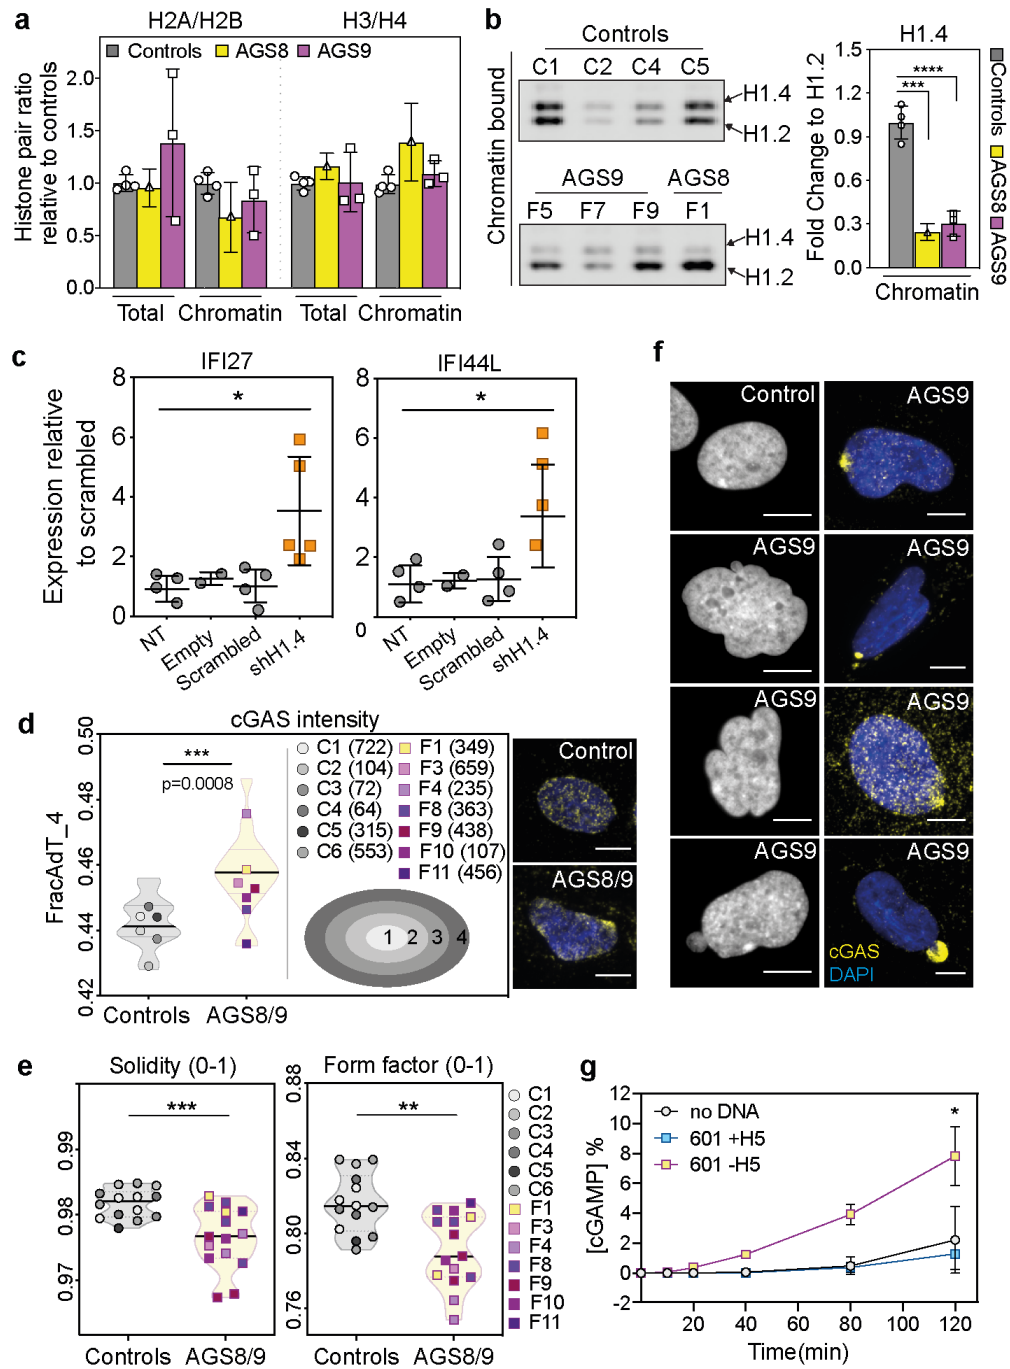 a
H2A/H2B
H3/H4
Controls AGS8 AGS9
Histone pair ratio
relative to controls
2.0
1.5
1.0
0.5
0.0
Total Chromatin Total Chromatin
b
Controls
C1 C2 C4 C5
H1.4
H1.2
Chromatin bound
AGS9 AGS8
F5 F7 F9 F1
H1.4
H1.2
H1.4
Fold Change to H1.2
1.5
1.2
0.9
0.6
0.3
0.0
****
***
Chromatin
Controls AGS8 AGS9
c
IFI27
Expression relative
to scrambled
8
6
4
2
0
*
NT Empty Scrambled shH1.4
IFI44L
8
6
4
2
0
*
NT Empty Scrambled shH1.4
d
cGAS intensity
FracAdT_4
0.50
0.48
0.46
0.44
0.42
***
p=0.0008
Controls AGS8/9
C1 (722) F1 (349)
C2 (104) F3 (659)
C3 (72) F4 (235)
C4 (64) F8 (363)
C5 (315) F9 (438)
C6 (553) F10 (107)
F11 (456)
1 2 3 4
Control
AGS8/9
e
Solidity (0-1)
0.99
0.98
0.97
***
Controls AGS8/9
Form factor (0-1)
0.88
0.84
0.80
0.76
**
Controls AGS8/9
C1
C2
C3
C4
C5
C6
F1
F3
F4
F8
F9
F10
F11
f
Control AGS9
AGS9 AGS9
AGS9 AGS9
AGS9 AGS9
cGAS
DAPI
g
[cGAMP] %
12
10
8
6
4
2
0
-2
no DNA
601 +H5
601 -H5
*
20 40 60 80 100 120
Time(min)